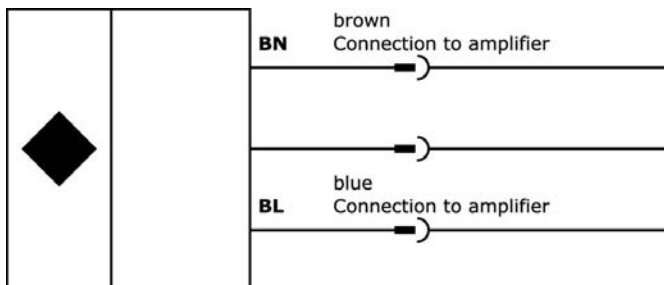 brown
BN Connection to amplifier
blue
BL Connection to amplifier